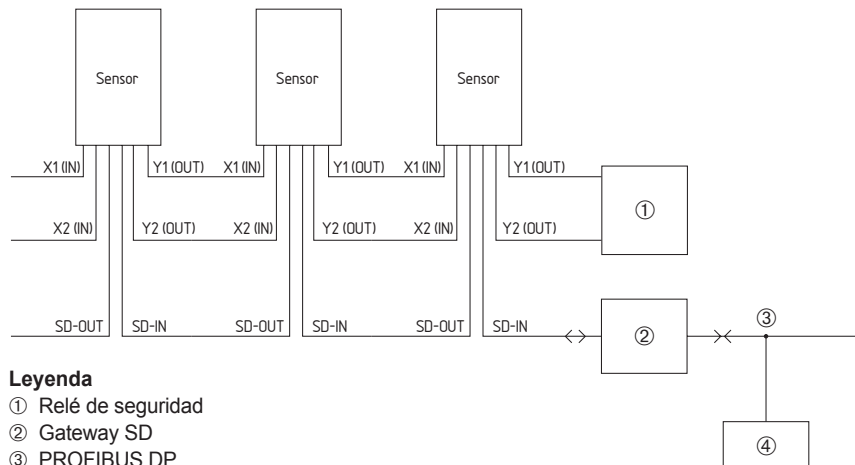 Sensor Sensor Sensor
X1 (IN) Y1 (OUT) X1 (IN) Y1 (OUT) X1 (IN) Y1 (OUT)
①
X2 (IN) Y2 (OUT) X2 (IN) Y2 (OUT) X2 (IN) Y2 (OUT)
③
SD-OUT SD-IN SD-OUT SD-IN SD-OUT SD-IN
②
Leyenda
① Relé de seguridad
② Gateway SD
③ PROFIBUS DP
④